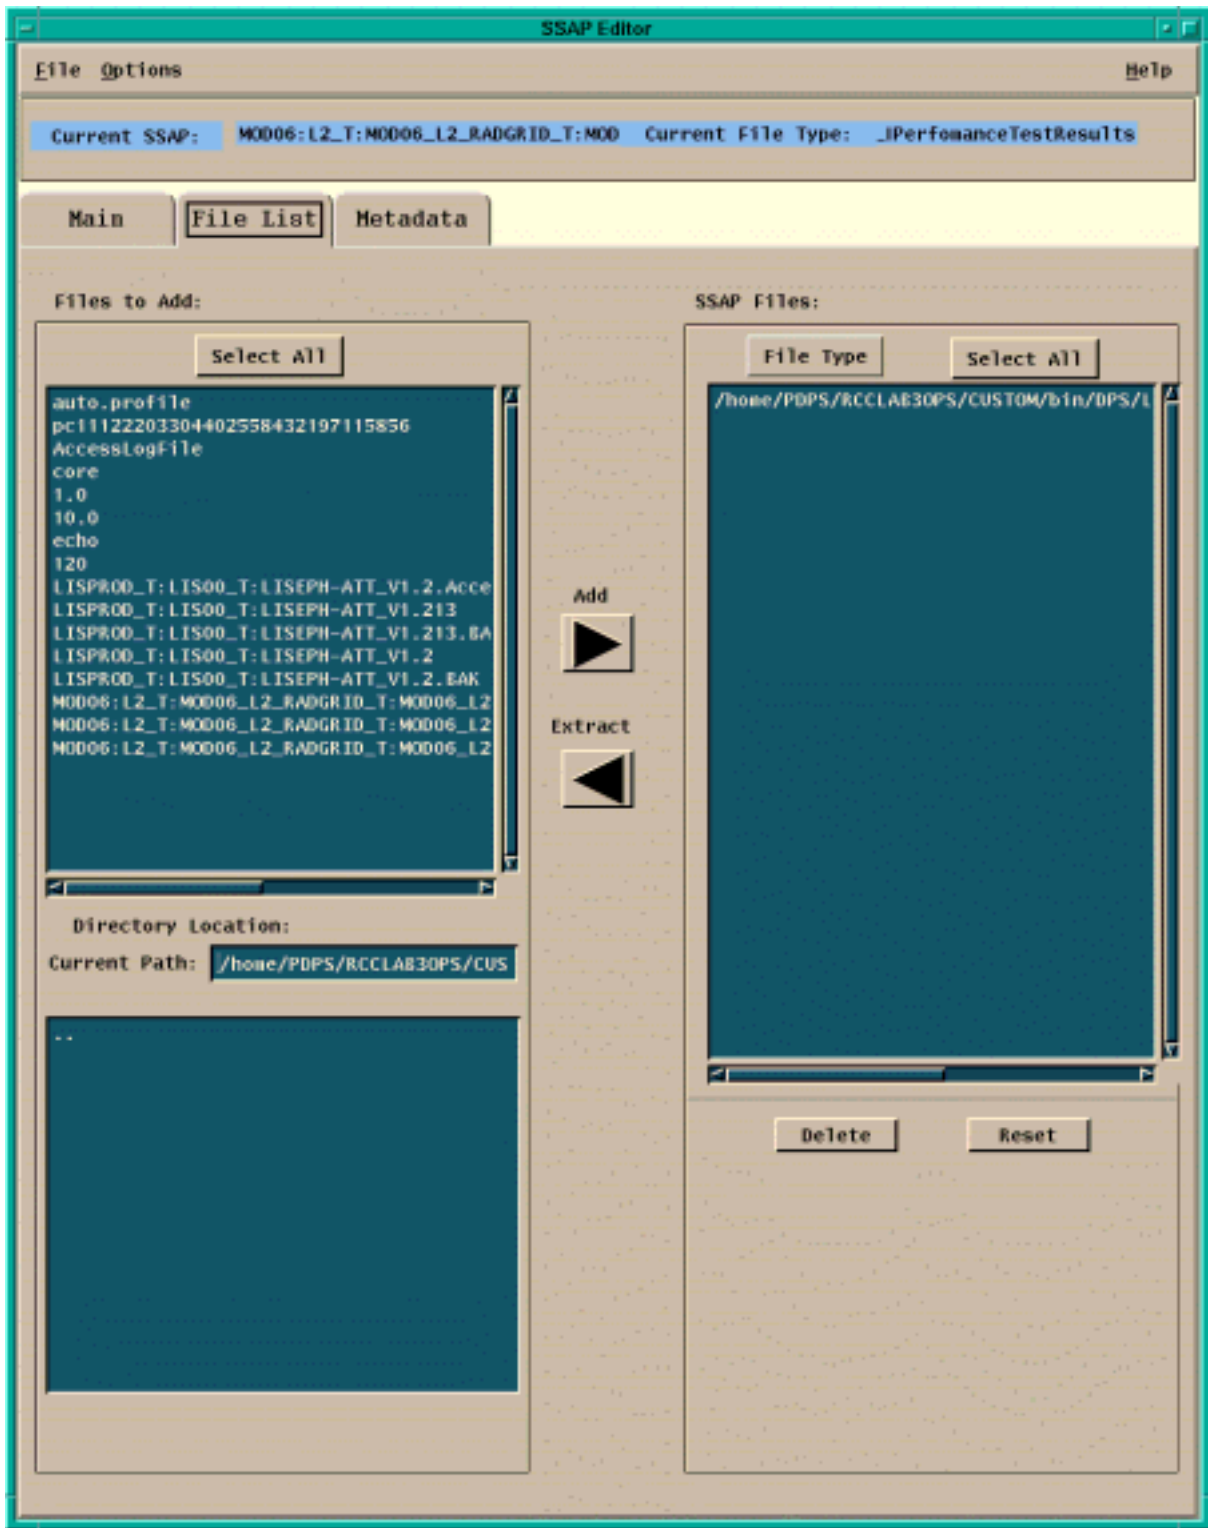 SSAP Editor
File Options Help
Current SSAP: MOD06:L2_T:MOD06_L2_RADGRID_T:MOD Current File Type: _IPerfomanceTestResults
Main File List Metadata
Files to Add:
Select All
auto.profile
AccessLogFile
core
1.0
10.0
echo
120
LISPROD_T:LIS00_T:LISEPH-ATT_V1.2.Acce
LISPROD_T:LIS00_T:LISEPH-ATT_V1.213
LISPROD_T:LIS00_T:LISEPH-ATT_V1.213.BA
LISPROD_T:LIS00_T:LISEPH-ATT_V1.2
LISPROD_T:LIS00_T:LISEPH-ATT_V1.2.BAK
MOD06:L2_T:MOD06_L2_RADGRID_T:MOD06_L2
MOD06:L2_T:MOD06_L2_RADGRID_T:MOD06_L2
MOD06:L2_T:MOD06_L2_RADGRID_T:MOD06_L2
Directory Location:
Current Path: /home/PDPS/RCCLAB3OPS/CUS
..
Add
Extract
SSAP Files:
File Type Select All
/home/PDPS/RCCLAB3OPS/CUSTOM/bin/DPS/L
Delete Reset